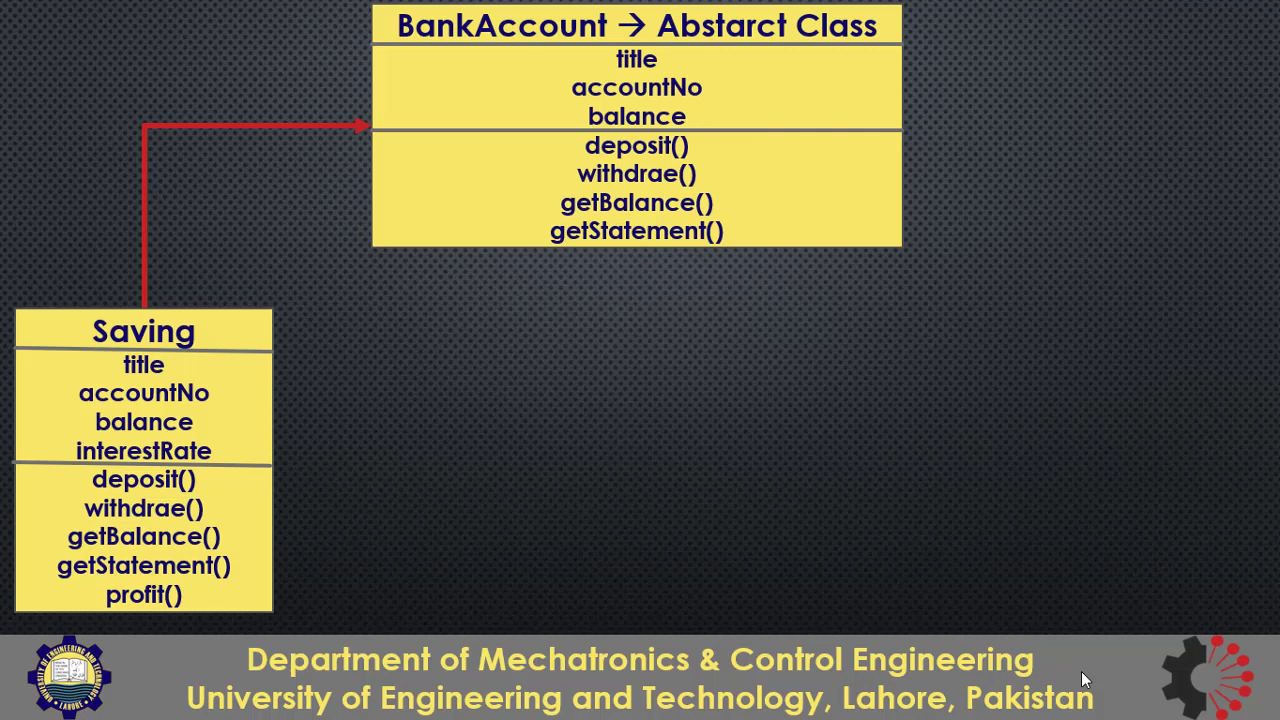 BankAccount → Abstarct Class
title
accountNo
balance
deposit()
withdrae()
getBalance()
getStatement()
Saving
title
accountNo
balance
interestRate
deposit()
withdrae()
getBalance()
getStatement()
profit()
Department of Mechatronics & Control Engineering
University of Engineering and Technology, Lahore, Pakistan